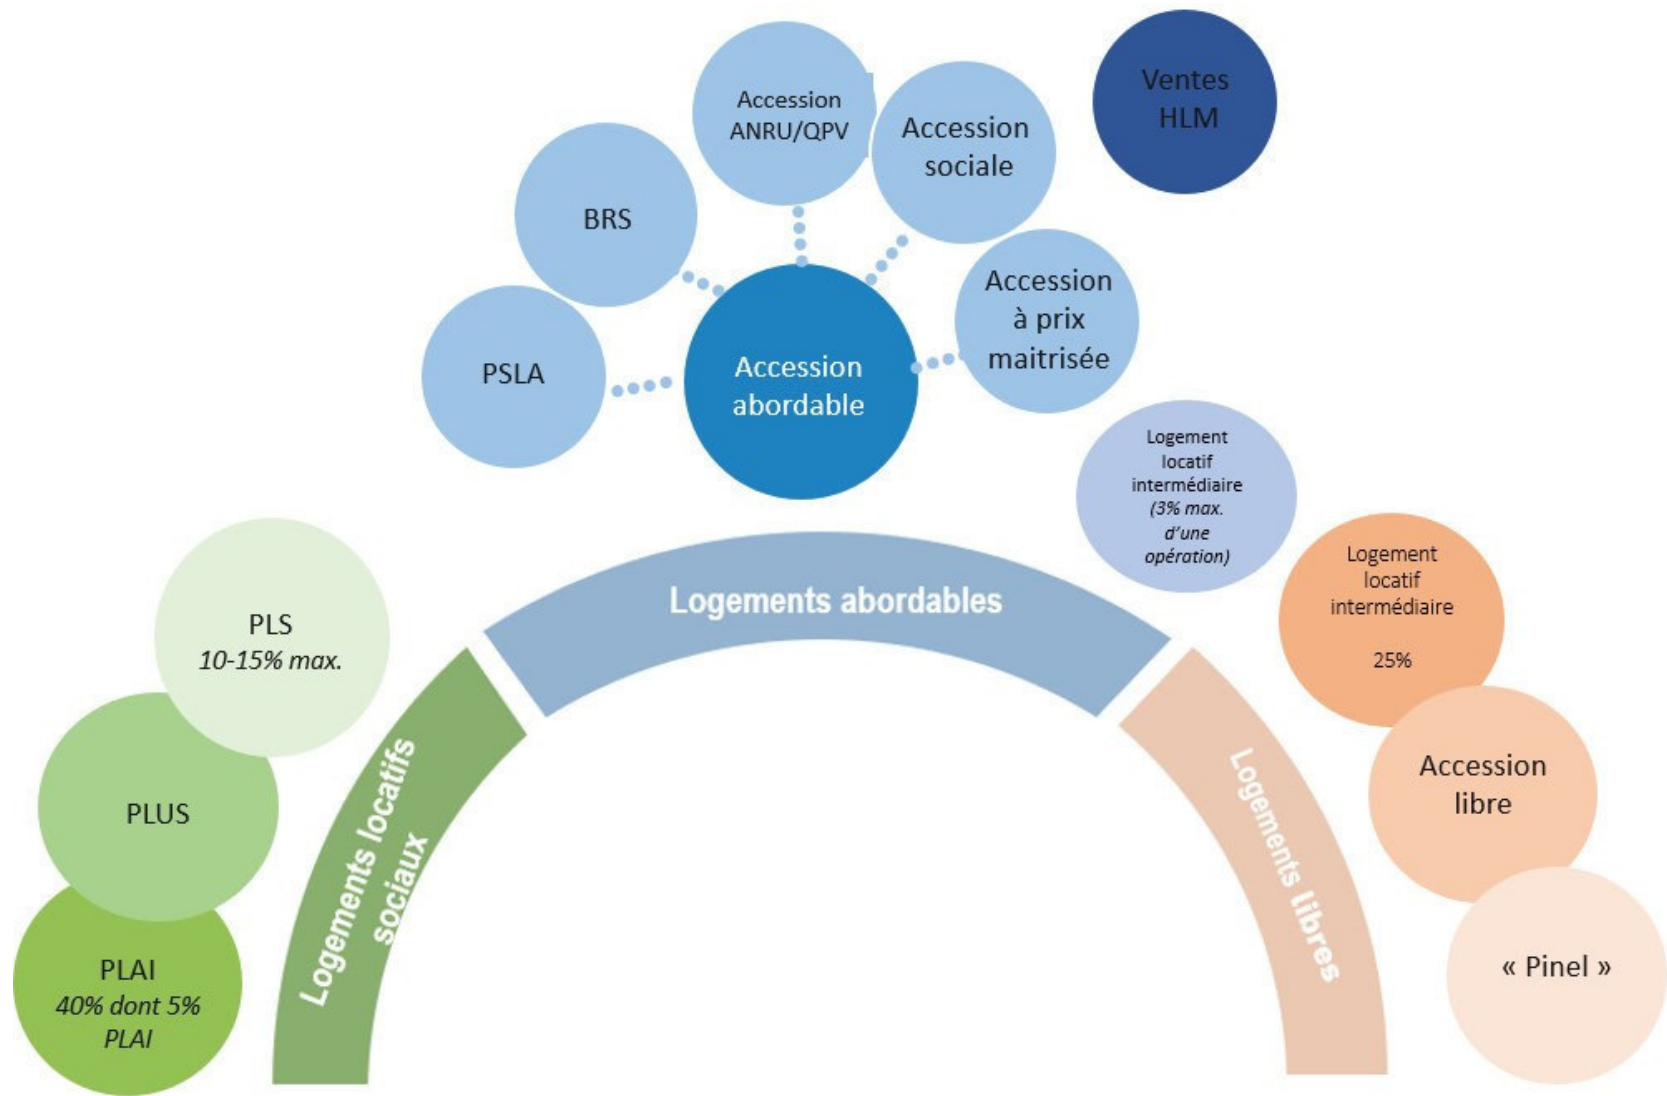 Accession
ANRU/QPV
Accession
sociale
Ventes
HLM
BRS
Accession
à prix
maitrisée
PSLA
Accession
abordable
Logement
locatif
intermédiaire
(3% max.
d'une
opération)
Logement
locatif
intermédiaire
25%
Logements abordables
PLS
10-15% max.
PLUS
PLAI
40% dont 5%
PLAI
Logements locatifs
sociaux
Logements libres
Accession
libre
« Pinel »